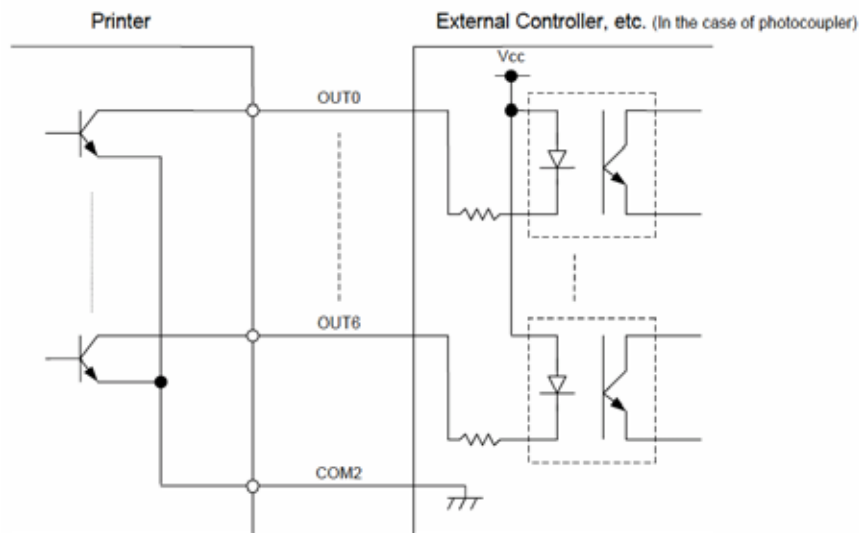 Printer
External Controller, etc. (In the case of photocoupler)
Vcc
OUT0
OUT6
COM2